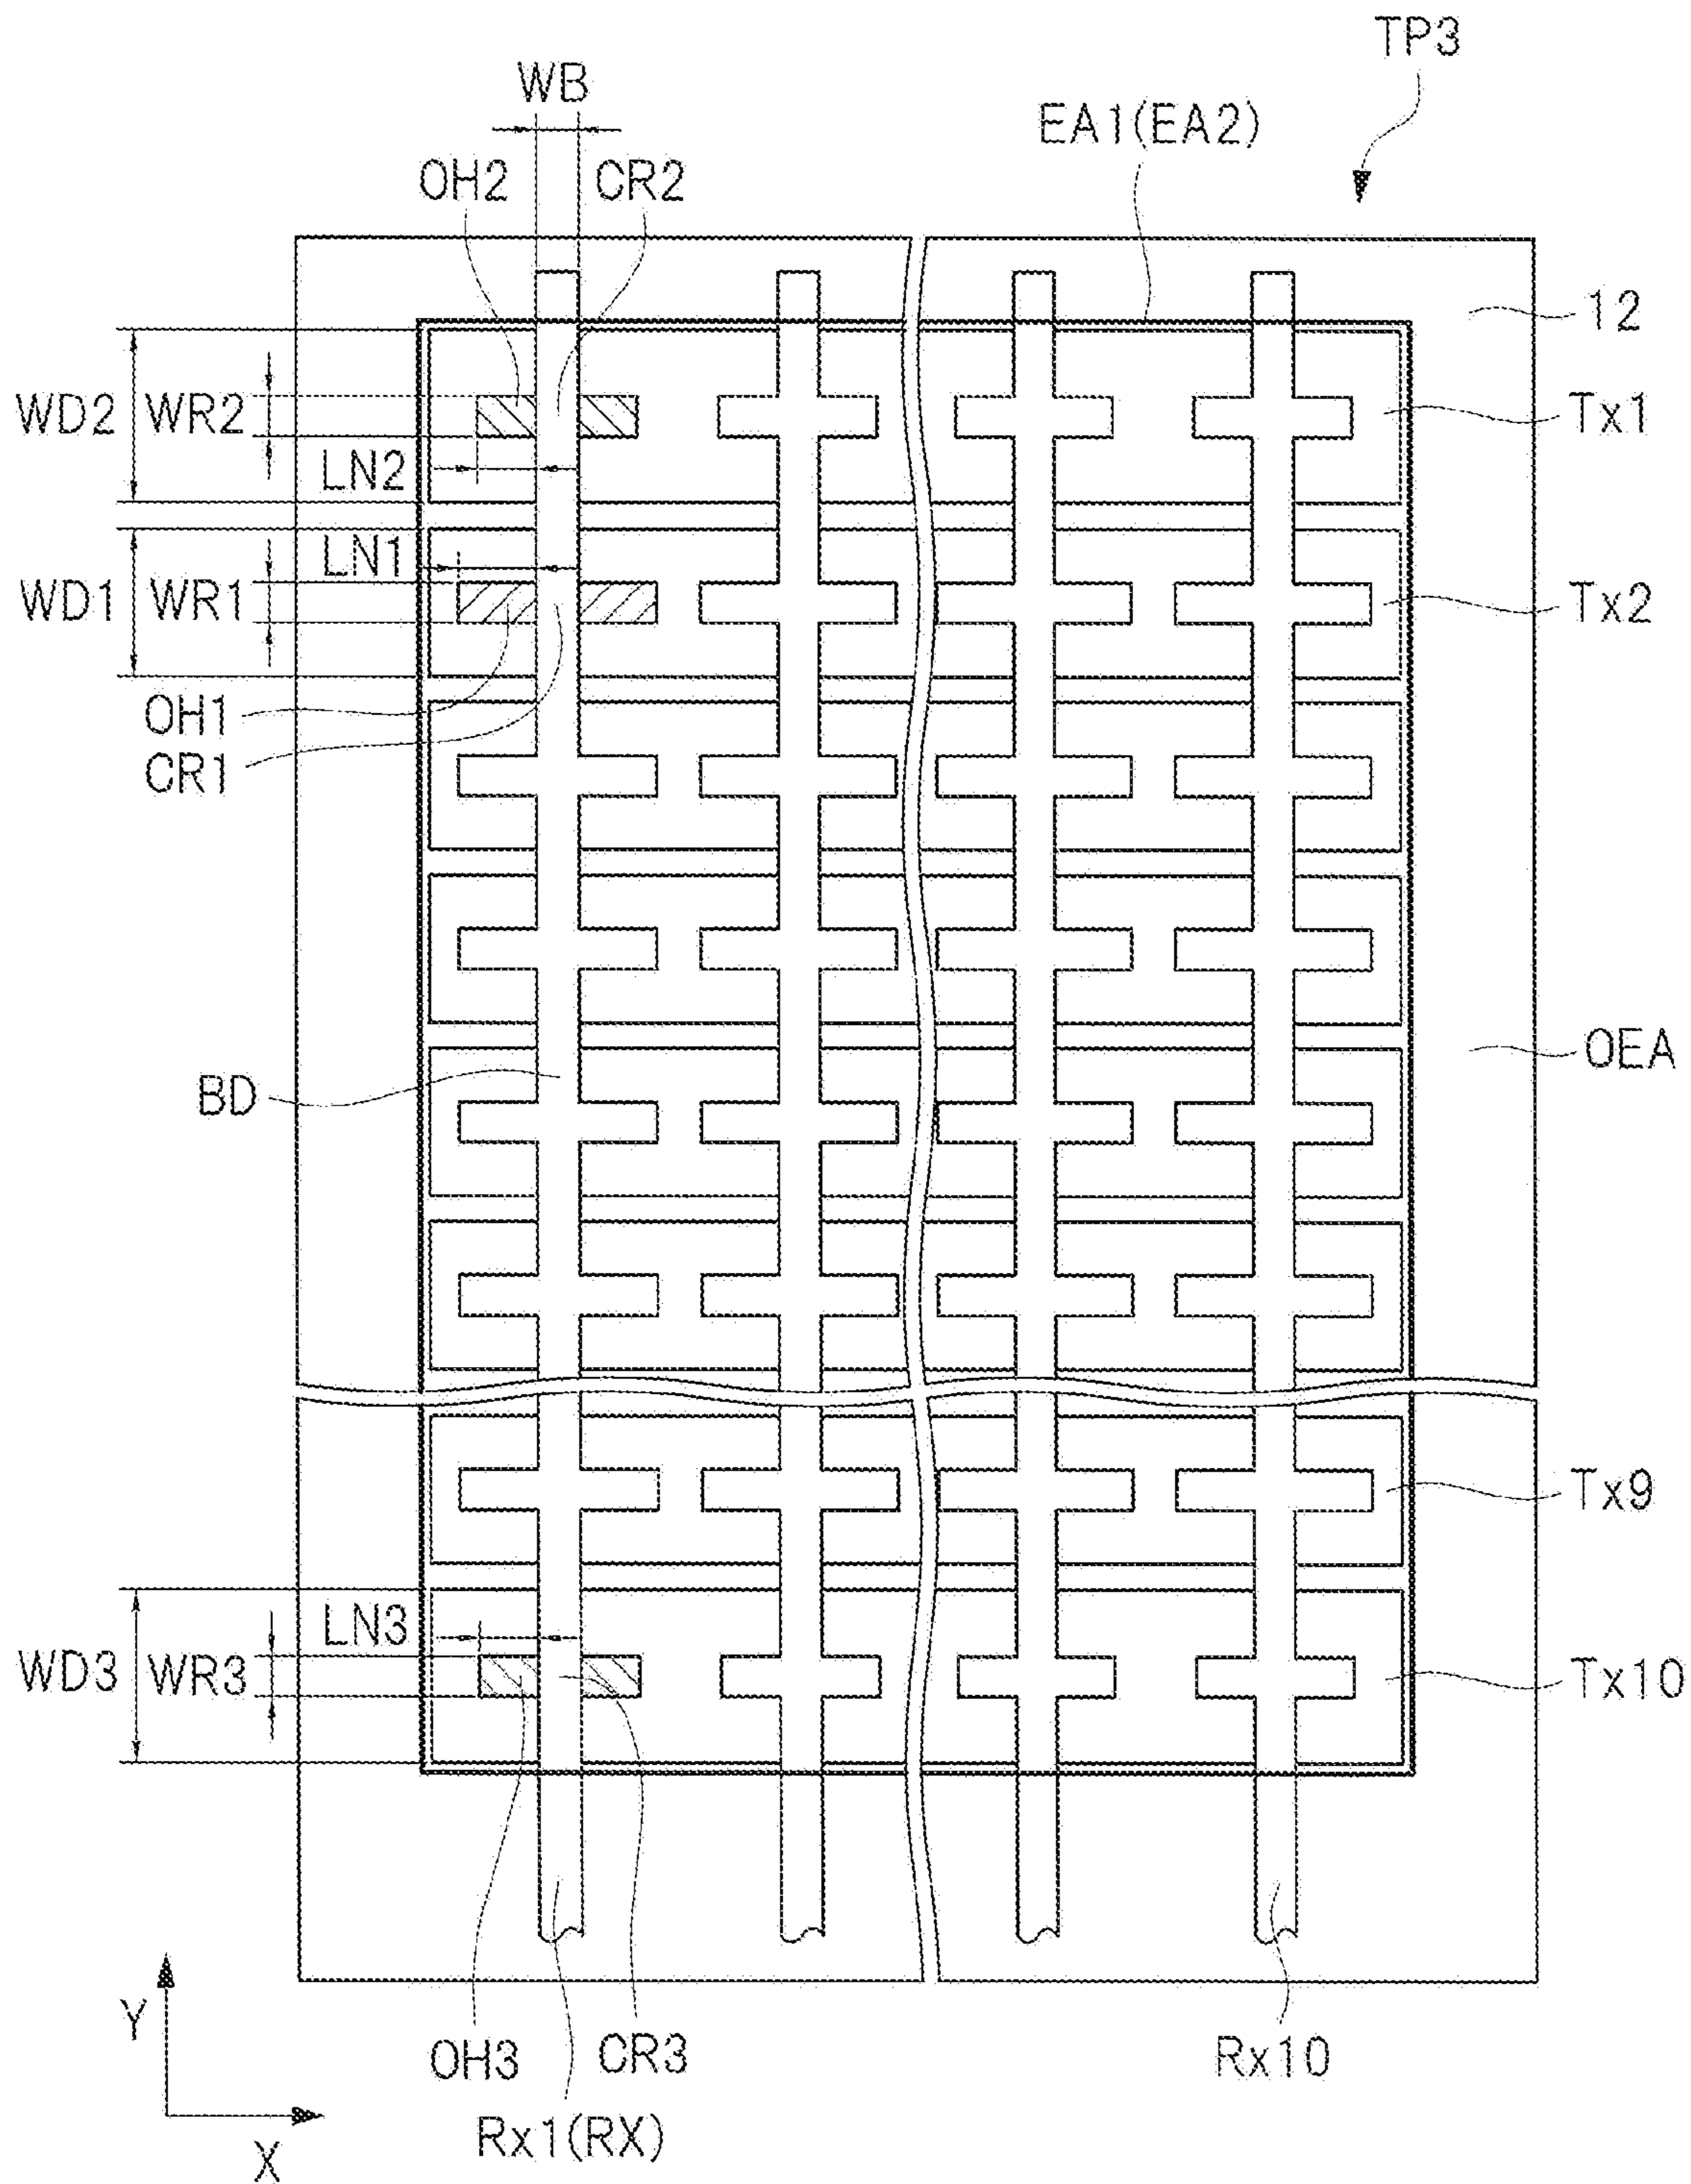 TP3
WB
EA1(EA2)
OH2 CR2
12
WD2 WR2
Tx1
LN2
LN1
WD1 WR1
Tx2
OH1
CR1
OEA
BD
Tx9
LN3
WD3 WR3
Tx10
Y
OH3 CR3
Rx10
Rx1(RX)
X